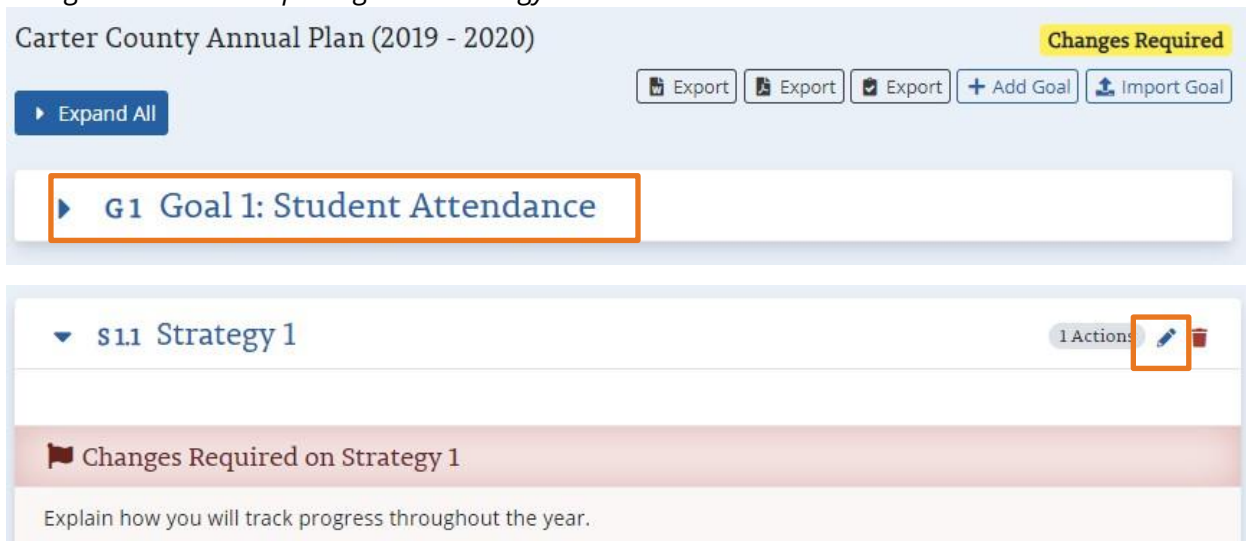 Carter County Annual Plan (2019 - 2020)
Changes Required
Export Export Export + Add Goal Import Goal
Expand All
G1 Goal 1: Student Attendance
S1.1 Strategy 1
1 Actions
Changes Required on Strategy 1
Explain how you will track progress throughout the year.